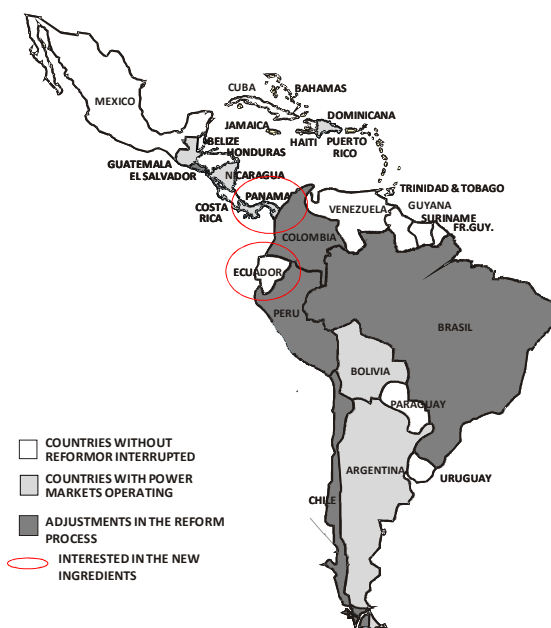 MEXICO
CUBA
BAHAMAS
JAMAICA
DOMINICANA
HAITI
PUERTO
RICO
BELIZE
HONDURAS
GUATEMALA
EL SALVADOR
NICARAGUA
COSTA
RICA
PANAMA
TRINIDAD & TOBAGO
VENEZUELA
GUYANA
SURINAME
FR.GUY.
COLOMBIA
ECUADOR
PERU
BRASIL
BOLIVIA
PARAGUAY
ARGENTINA
URUGUAY
CHILE
COUNTRIES WITHOUT
REFORMOR INTERRUPTED
COUNTRIES WITH POWER
MARKETS OPERATING
ADJUSTMENTS IN THE REFORM
PROCESS
INTERESTED IN THE NEW
INGREDIENTS